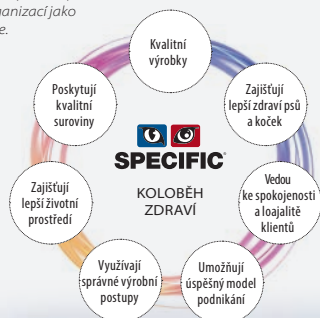 anizací jako
e.
Kvalitní
výrobky
Zajišťují
lepší zdraví psů
a koček
Vedou
ke spokojenosti
a loajalitě
klientů
Umožňují
úspěšný model
podnikání
Využívají
správné výrobní
postupy
Zajišťují
lepší životní
prostředí
Poskytují
kvalitní
suroviny
SPECIFIC
KOLOBĚH
ZDRAVÍ